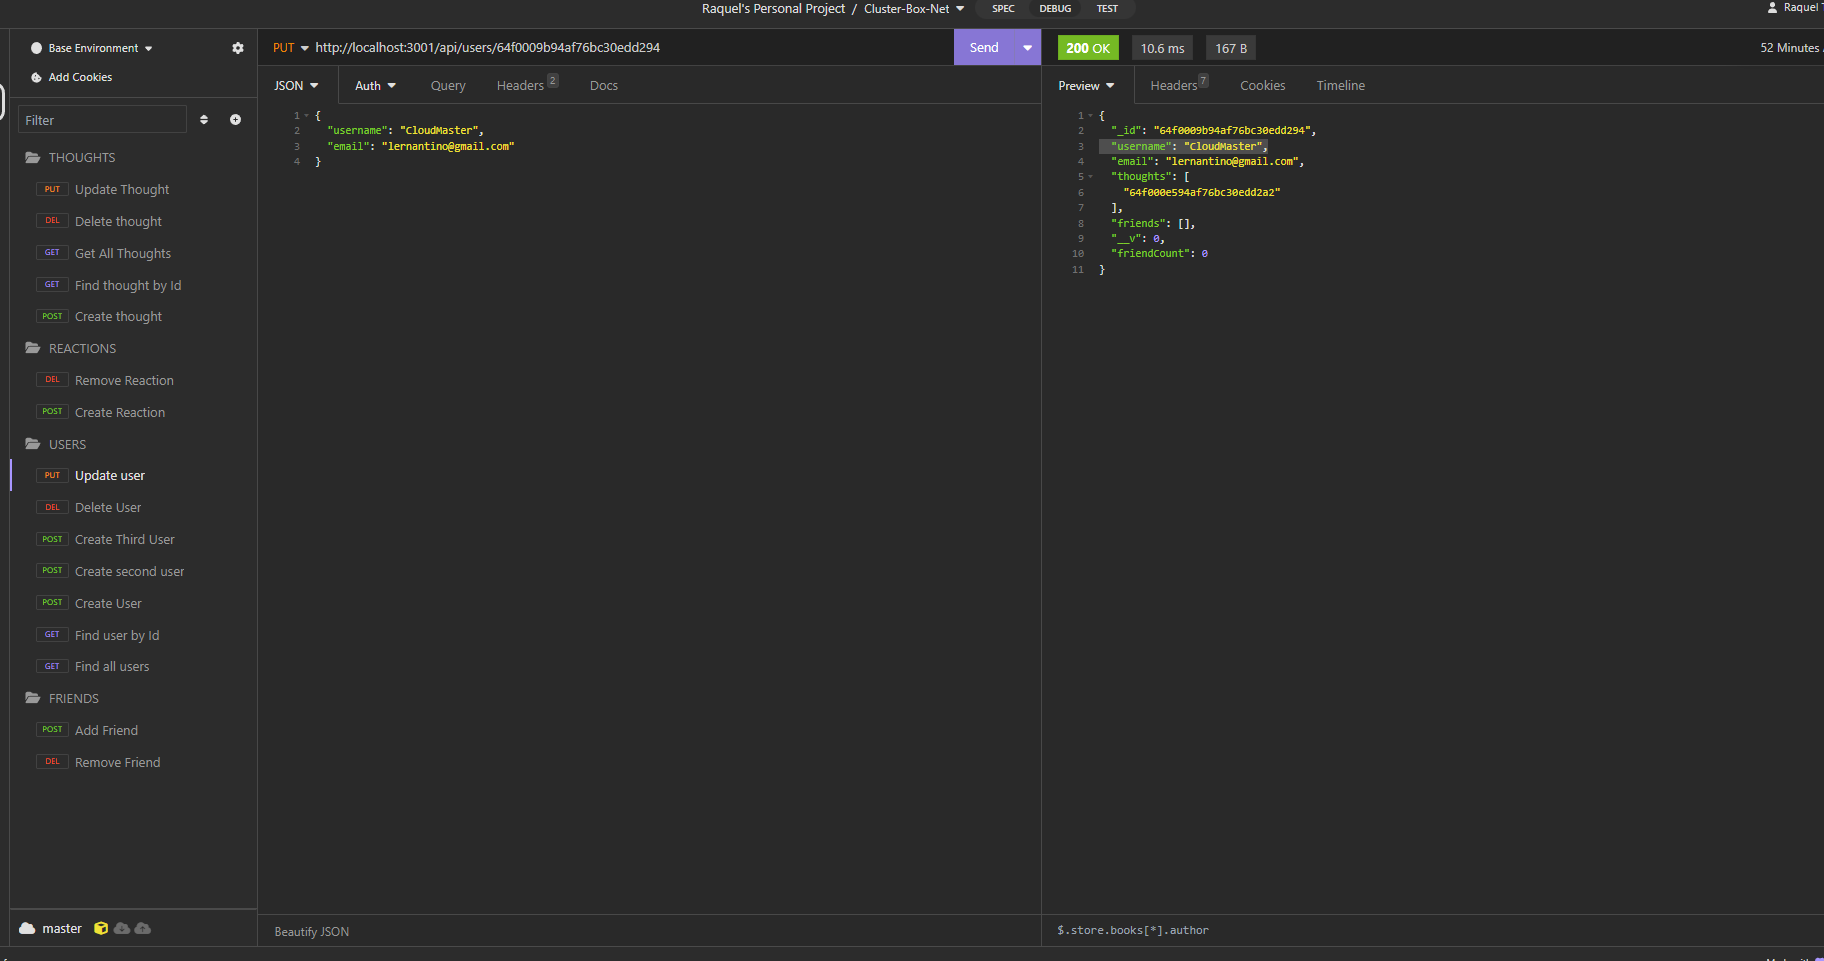 Raquel's Personal Project / Cluster-Box-Net
SPEC DEBUG TEST
Raquel
Base Environment
Add Cookies
Filter
THOUGHTS
PUT Update Thought
DEL Delete thought
GET Get All Thoughts
GET Find thought by Id
POST Create thought
REACTIONS
DEL Remove Reaction
POST Create Reaction
USERS
PUT Update user
DEL Delete User
POST Create Third User
POST Create second user
POST Create User
GET Find user by Id
GET Find all users
FRIENDS
POST Add Friend
DEL Remove Friend
master
PUT http://localhost:3001/api/users/64f0009b94af76bc30edd294 Send
JSON Auth Query Headers 2 Docs
1 {
2 "username": "CloudMaster",
3 "email": "lernantino@gmail.com"
4 }
Beautify JSON
200 OK 10.6 ms 167 B 52 Minutes
Preview Headers 7 Cookies Timeline
1 {
2 "_id": "64f0009b94af76bc30edd294",
3 "username": "CloudMaster",
4 "email": "lernantino@gmail.com",
5 "thoughts": [
6 "64f000e594af76bc30edd2a2"
7 ],
8 "friends": [],
9 "__v": 0,
10 "friendCount": 0
11 }
$.store.books[*].author